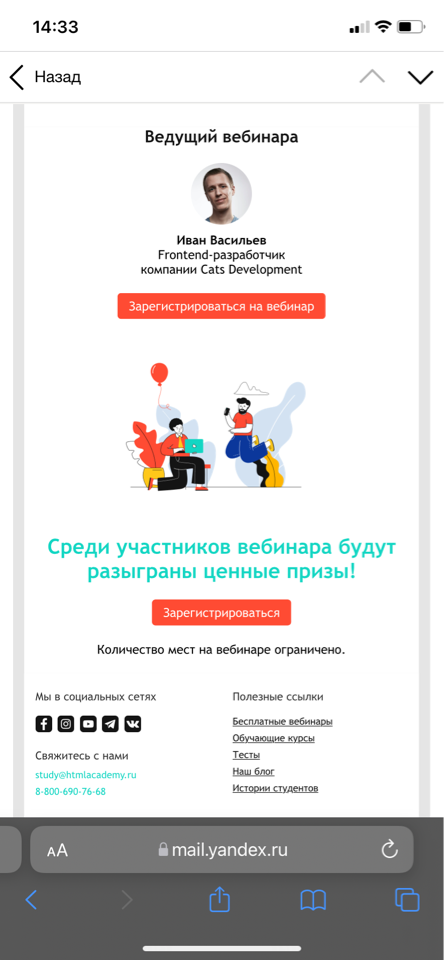 14:33
Назад
Ведущий вебинара
Иван Васильев
Frontend-разработчик
компании Cats Development
Зарегистрироваться на вебинар
Среди участников вебинара будут
разыграны ценные призы!
Зарегистрироваться
Количество мест на вебинаре ограничено.
Мы в социальных сетях
Свяжитесь с нами
study@htmlacademy.ru
8-800-690-76-68
Полезные ссылки
Бесплатные вебинары
Обучающие курсы
Тесты
Наш блог
Истории студентов
AA
mail.yandex.ru